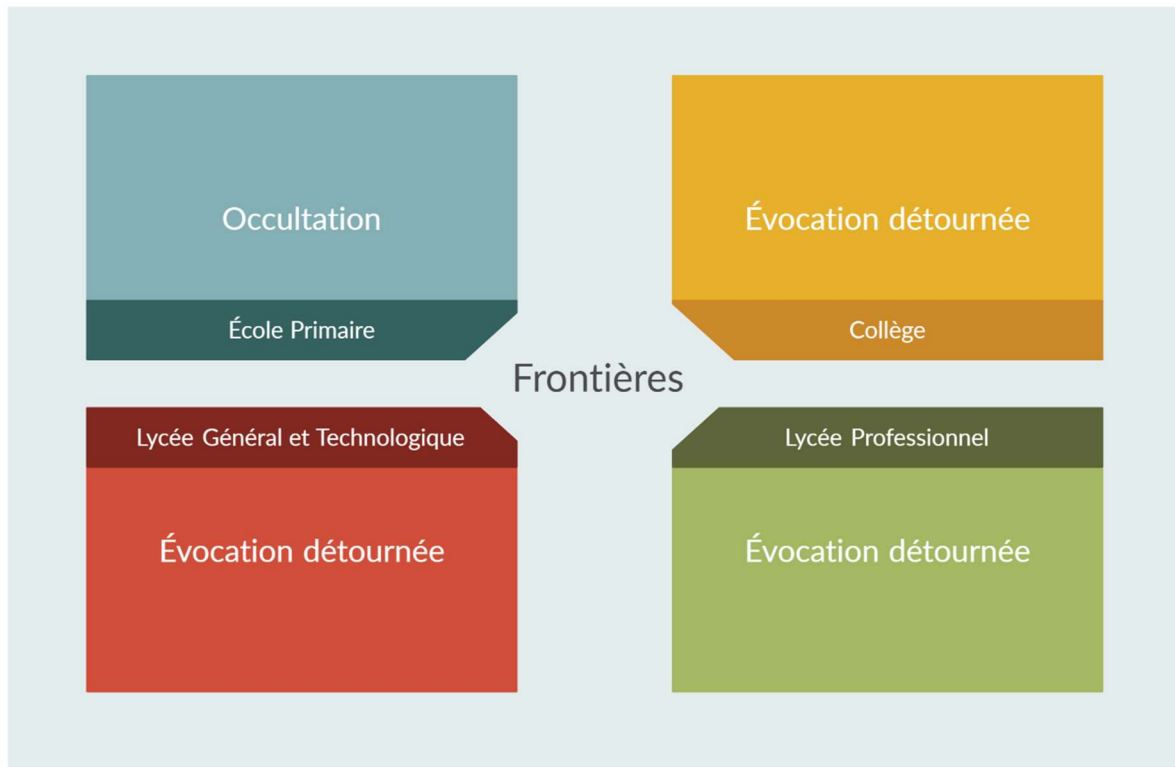 Occultation
École Primaire
Évocation détournée
Collège
Frontières
Lycée Général et Technologique
Évocation détournée
Lycée Professionnel
Évocation détournée